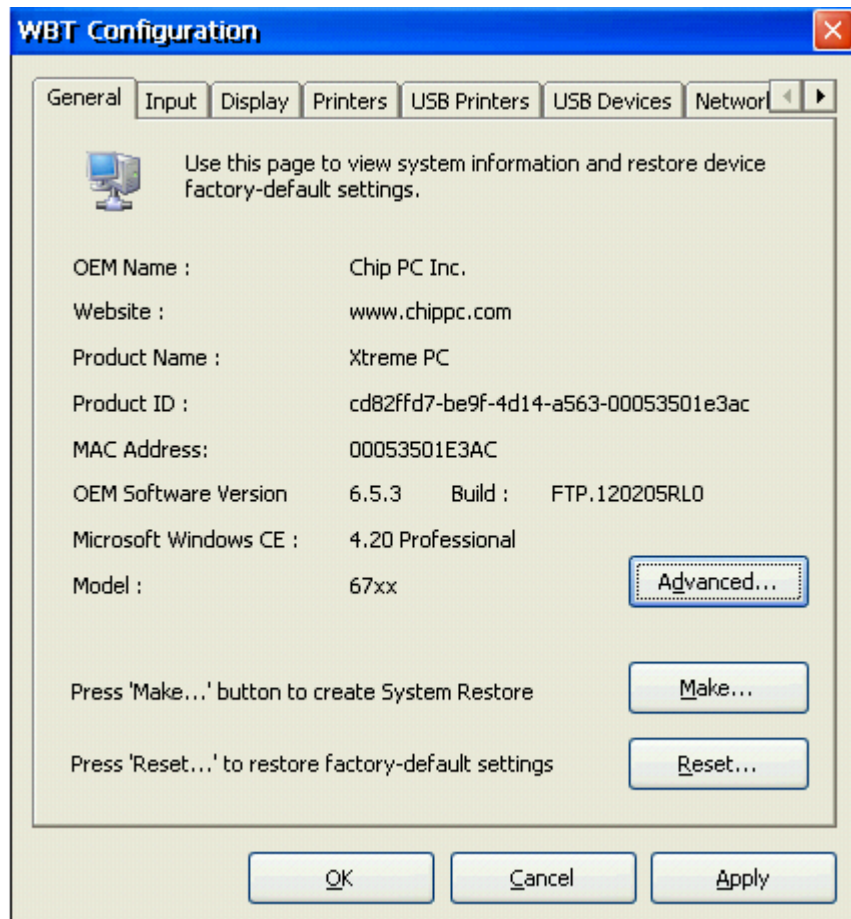 WBT Configuration
General Input Display Printers USB Printers USB Devices Networ
Use this page to view system information and restore device
factory-default settings.
OEM Name : Chip PC Inc.
Website : www.chippc.com
Product Name : Xtreme PC
Product ID : cd82ffd7-be9f-4d14-a563-00053501e3ac
MAC Address: 00053501E3AC
OEM Software Version 6.5.3 Build : FTP.120205RL0
Microsoft Windows CE : 4.20 Professional
Model : 67xx
Advanced...
Press 'Make...' button to create System Restore Make...
Press 'Reset...' to restore factory-default settings Reset...
OK Cancel Apply